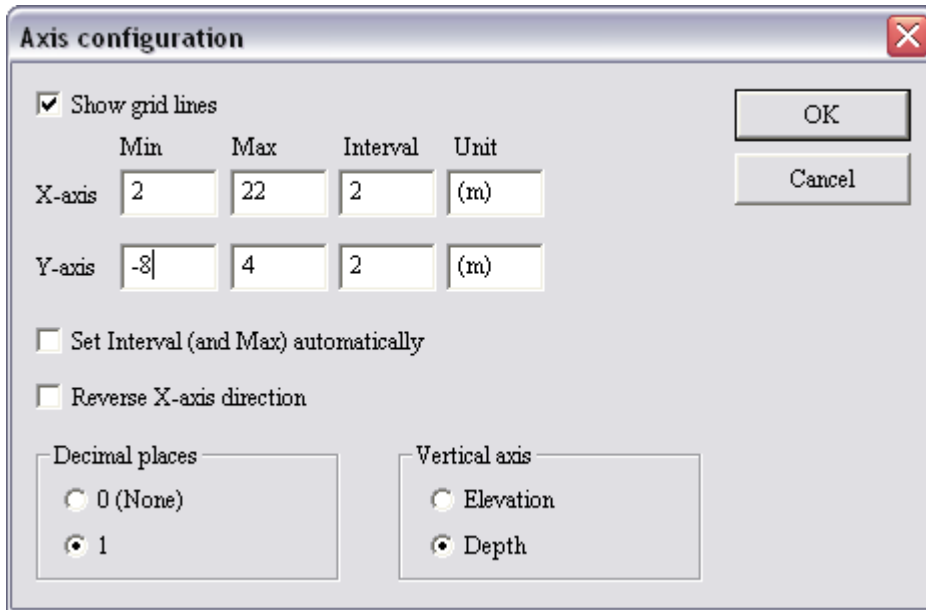 Axis configuration
Show grid lines
OK
Min Max Interval Unit
X-axis 2 22 2 (m)
Cancel
Y-axis -8 4 2 (m)
Set Interval (and Max) automatically
Reverse X-axis direction
Decimal places
0 (None)
1
Vertical axis
Elevation
Depth